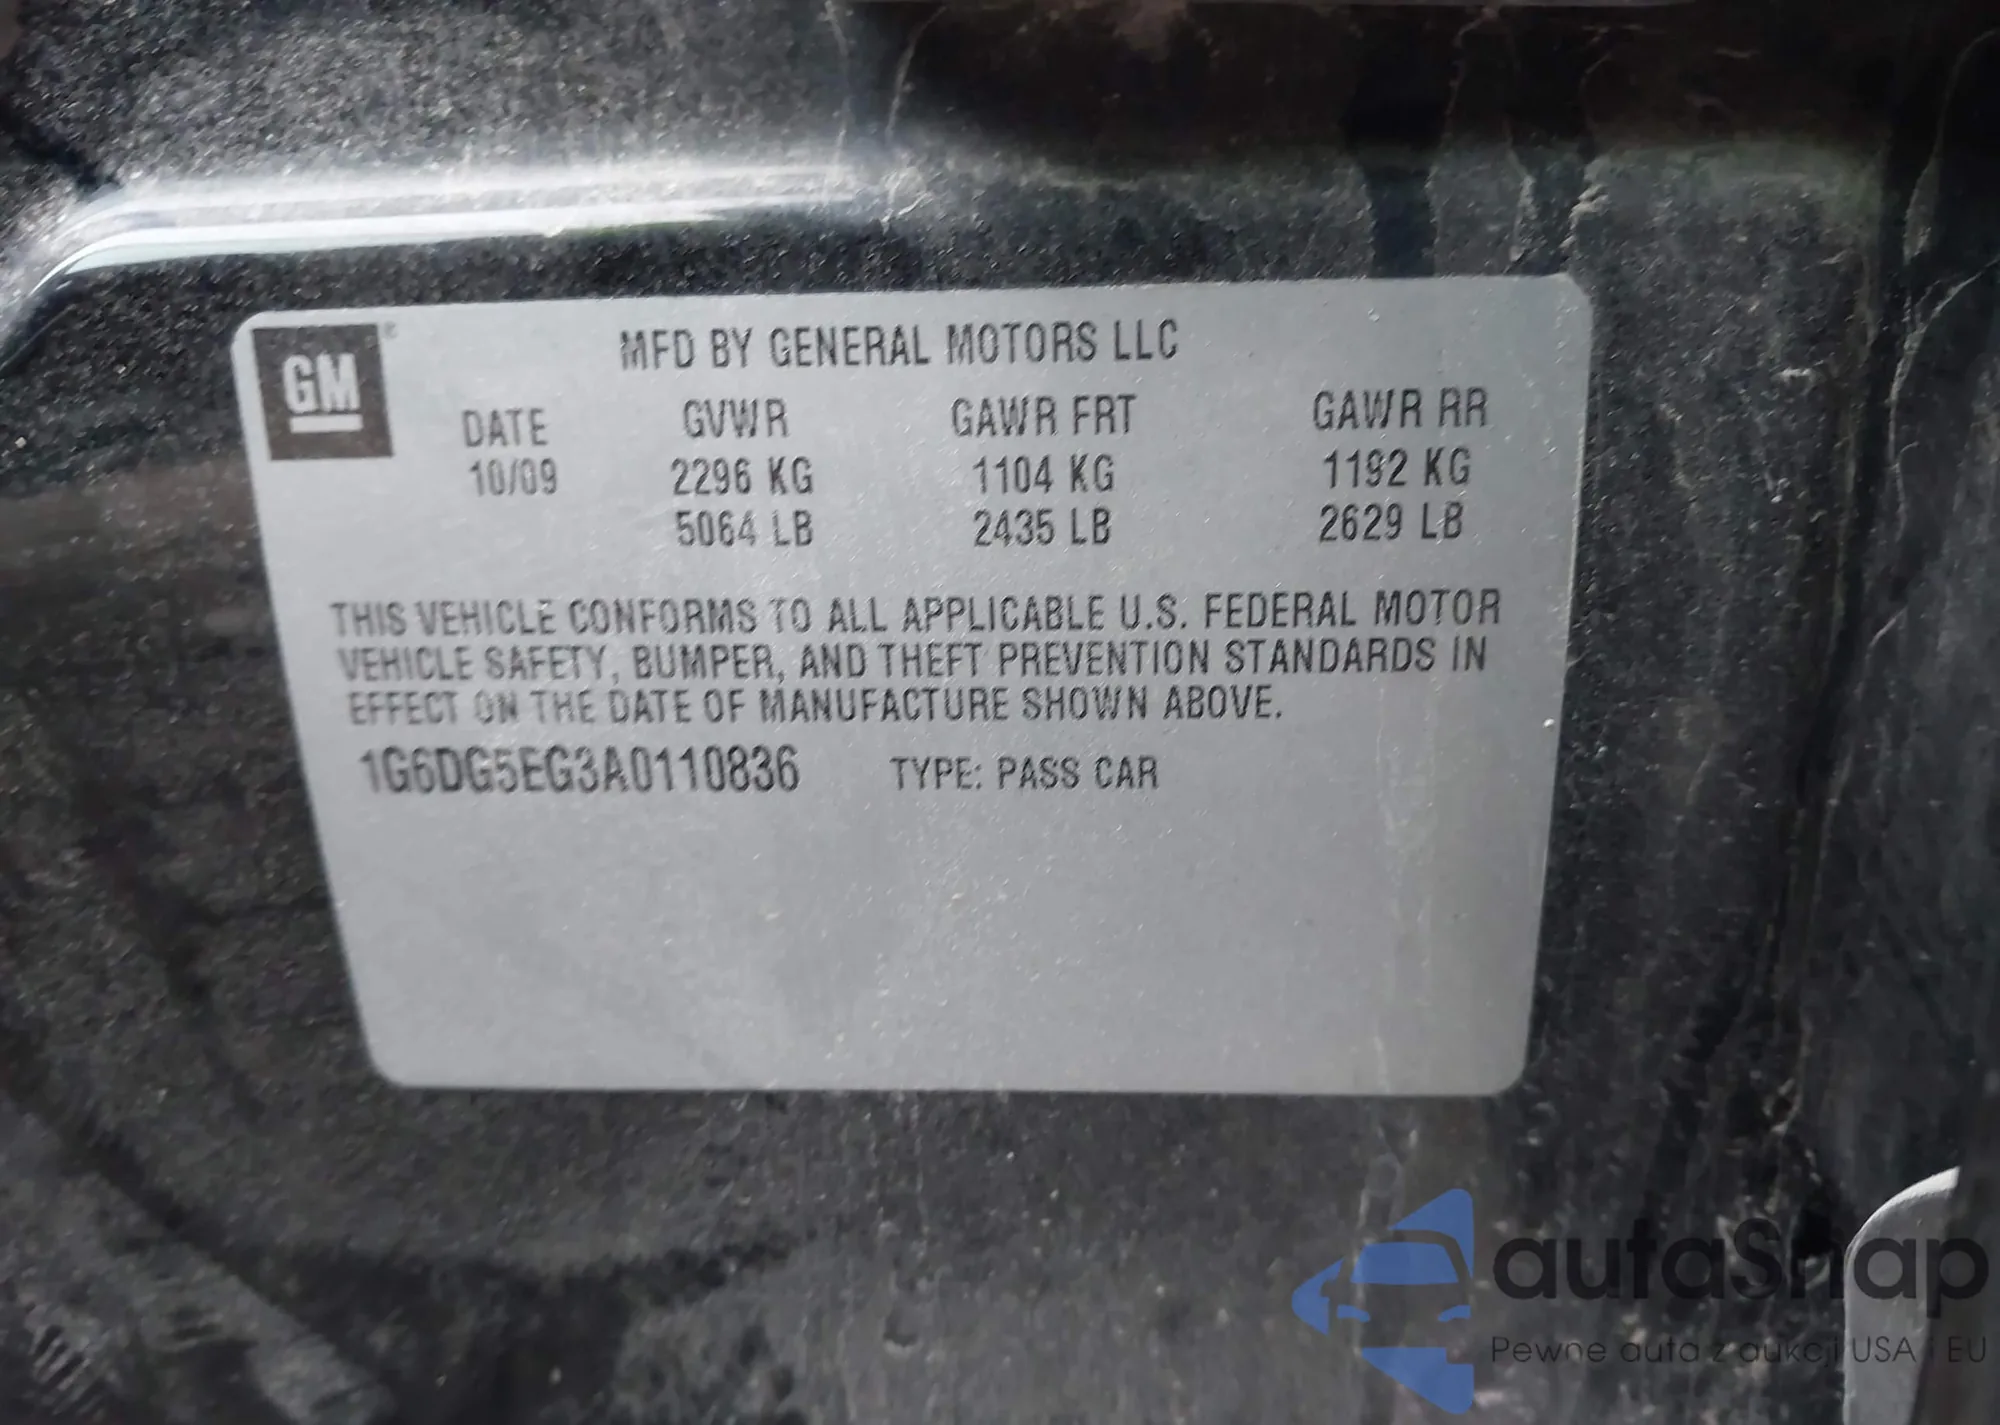 GM ®
MFD BY GENERAL MOTORS LLC
DATE GVWR GAWR FRT GAWR RR
10/09 2296 KG 1104 KG 1192 KG
5064 LB 2435 LB 2629 LB
THIS VEHICLE CONFORMS TO ALL APPLICABLE U.S. FEDERAL MOTOR
VEHICLE SAFETY, BUMPER, AND THEFT PREVENTION STANDARDS IN
EFFECT ON THE DATE OF MANUFACTURE SHOWN ABOVE.
1G6DG5EG3A0110836 TYPE: PASS CAR
autaShap
Pewne auta z aukcji USA i EU